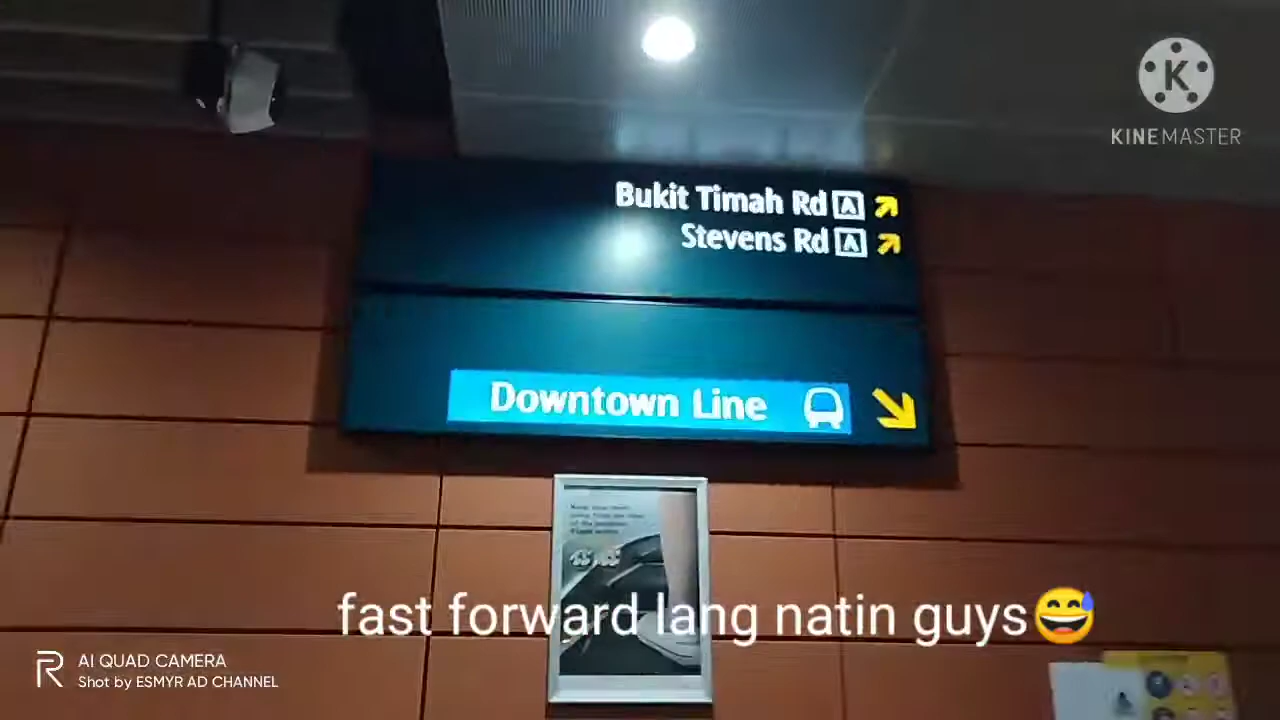 KINEMASTER
Bukit Timah Rd A
Stevens Rd A
Downtown Line
fast forward lang natin guys😅
AI QUAD CAMERA
Shot by ESMYR AD CHANNEL